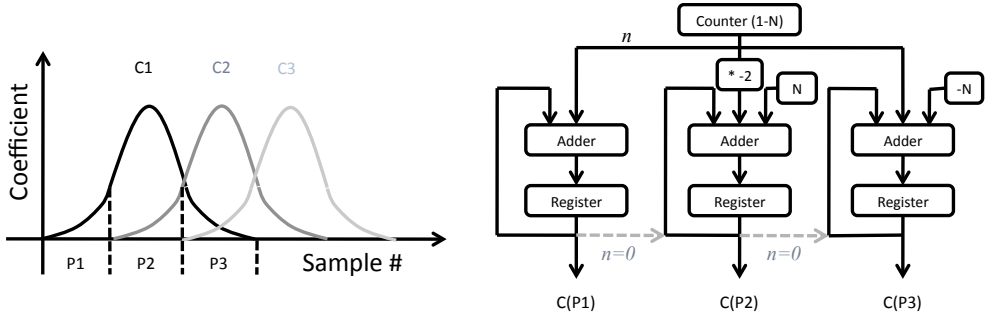 C1
C2
C3
Coefficient
P1
P2
P3
Sample #
Counter (1-N)
n
* -2
N
-N
Adder
Adder
Adder
Register
Register
Register
n=0
n=0
C(P1)
C(P2)
C(P3)